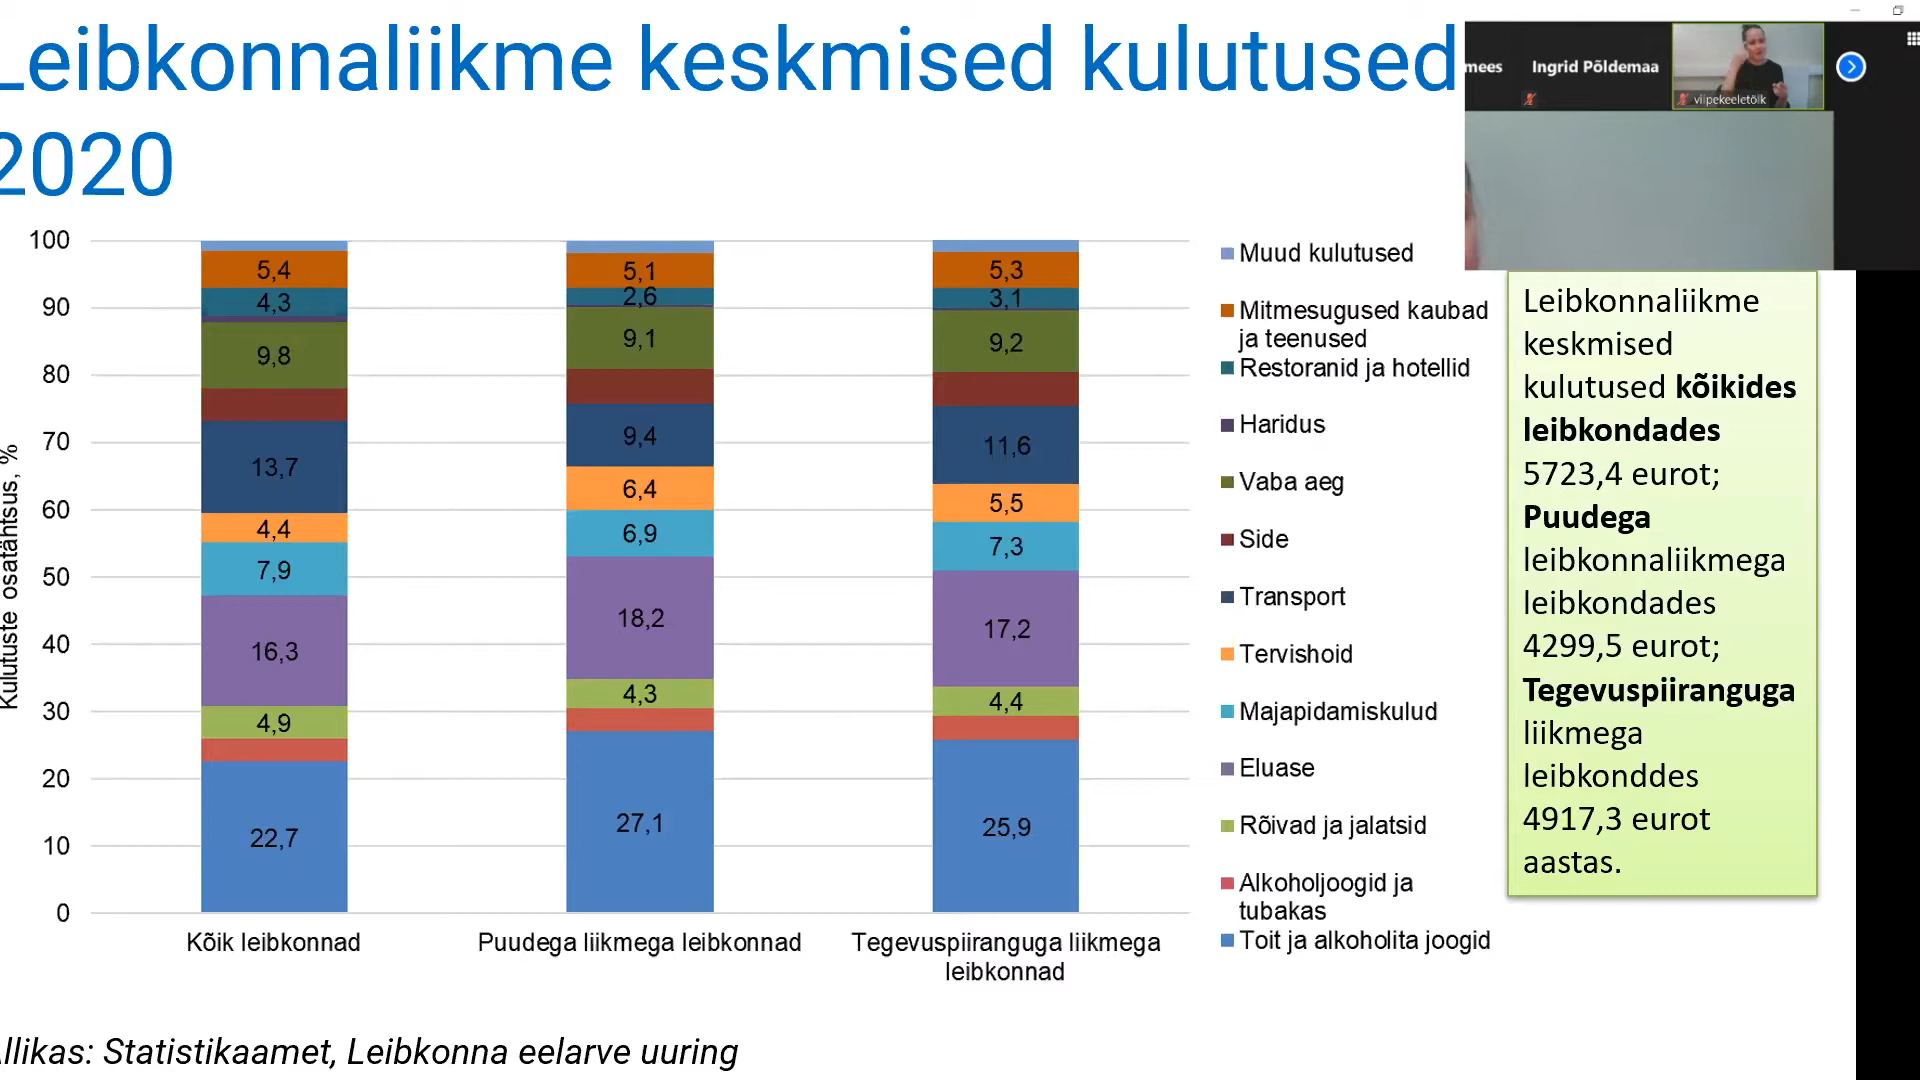 Leibkonnaliikme keskmised kulutused
2020
mees
Ingrid Põldemaa
viipekeeletõlk
Kulutuste osatähtsus, %
100
90
80
70
60
50
40
30
20
10
0
5,4
4,3
9,8
13,7
4,4
7,9
16,3
4,9
22,7
5,1
2,6
9,1
9,4
6,4
6,9
18,2
4,3
27,1
5,3
3,1
9,2
11,6
5,5
7,3
17,2
4,4
25,9
Kõik leibkonnad
Puudega liikmega leibkonnad
Tegevuspiiranguga liikmega
leibkonnad
Muud kulutused
Mitmesugused kaubad
ja teenused
Restoranid ja hotellid
Haridus
Vaba aeg
Side
Transport
Tervishoid
Majapidamiskulud
Eluase
Rõivad ja jalatsid
Alkoholjoogid ja
tubakas
Toit ja alkoholita joogid
Leibkonnaliikme
keskmised
kulutused kõikides
leibkondades
5723,4 eurot;
Puudega
leibkonnaliikmega
leibkondades
4299,5 eurot;
Tegevuspiiranguga
liikmega
leibkonddes
4917,3 eurot
aastas.
llikas: Statistikaamet, Leibkonna eelarve uuring